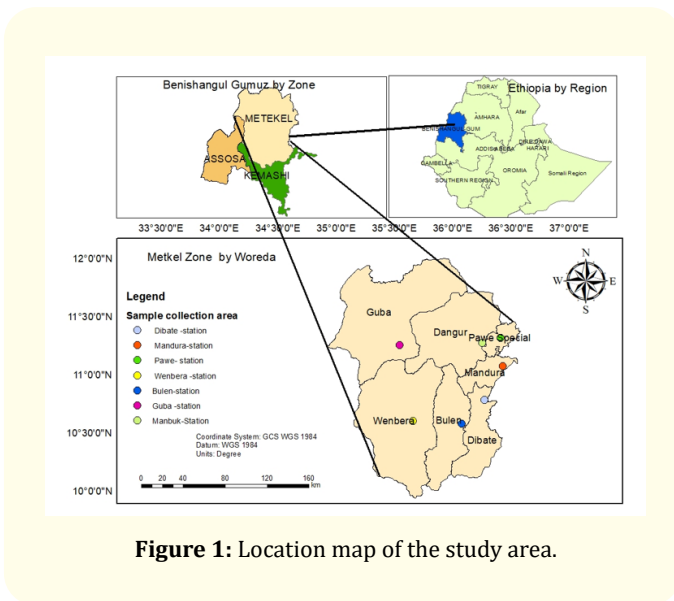 Benishangul Gumuz by Zone
METEKEL
ASSOSA
KEMASHI
Ethiopia by Region
TIGRAY
Afar
AMHARA
BENISHANGUL GUM
DIRE DAWA
HARARI
ADDIS ABEBA
GAMBELLA
OROMIA
SOUTHERN REGION
Somali Region
33°30'0"E 34°0'0"E 34°30'0"E 35°0'0"E 35°30'0"E 36°0'0"E 36°30'0"E 37°0'0"E
12°0'0"N
11°30'0"N
11°0'0"N
10°30'0"N
10°0'0"N
Metkel Zone by Woreda
N
W E
S
Legend
Sample collection area
Dibate -station
Mandura-station
Pawe- station
Wenbera -station
Bulen-station
Guba -station
Manbuk-Station
Guba
Dangur
Pawe Special
Mandura
Wenbera
Bulen
Dibate
Coordinate System: GCS WGS 1984
Datum: WGS 1984
Units: Degree
0 20 40 80 120 160
km
Figure 1: Location map of the study area.